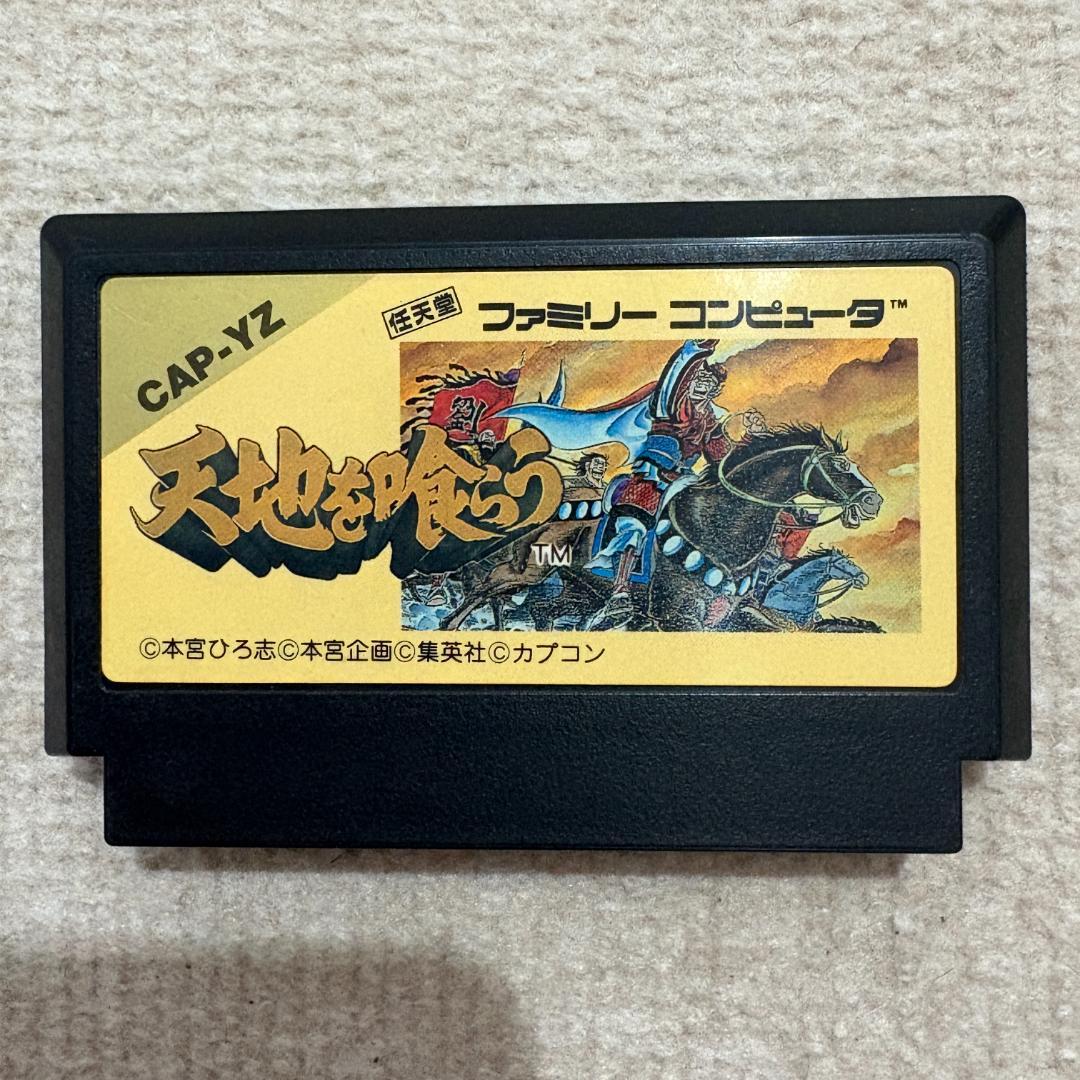 CAP-YZ
任天堂 ファミリー コンピュータ™
劉
天地を喰らう
TM
©本宮ひろ志©本宮企画©集英社©カプコン